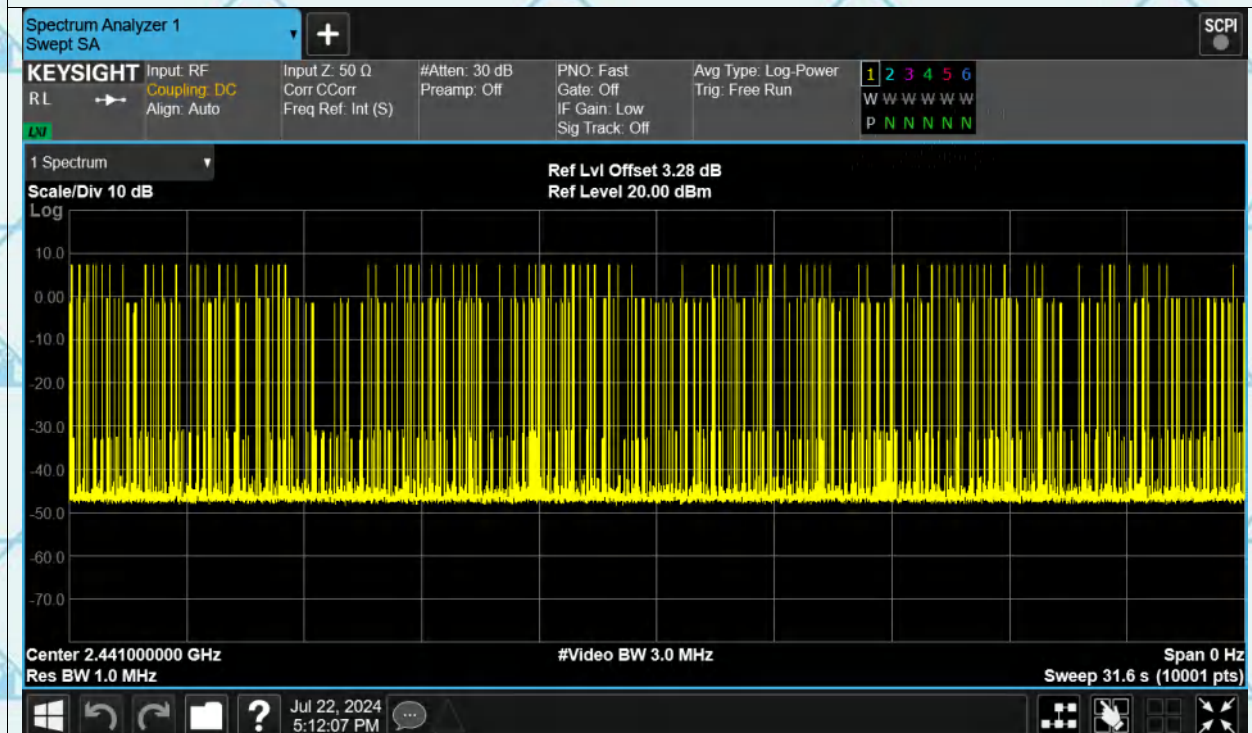 Spectrum Analyzer 1
Swept SA
+
SCPI
KEYSIGHT
RL
LXI
Input: RF
Coupling: DC
Align: Auto
Input Z: 50 Ω
Corr CCorr
Freq Ref: Int (S)
#Atten: 30 dB
Preamp: Off
PNO: Fast
Gate: Off
IF Gain: Low
Sig Track: Off
Avg Type: Log-Power
Trig: Free Run
1 2 3 4 5 6
W W W W W W
P N N N N N
1 Spectrum
Scale/Div 10 dB
Ref Lvl Offset 3.28 dB
Ref Level 20.00 dBm
Log
10.0
0.00
-10.0
-20.0
-30.0
-40.0
-50.0
-60.0
-70.0
Center 2.441000000 GHz
#Video BW 3.0 MHz
Span 0 Hz
Res BW 1.0 MHz
Sweep 31.6 s (10001 pts)
?
Jul 22, 2024
5:12:07 PM